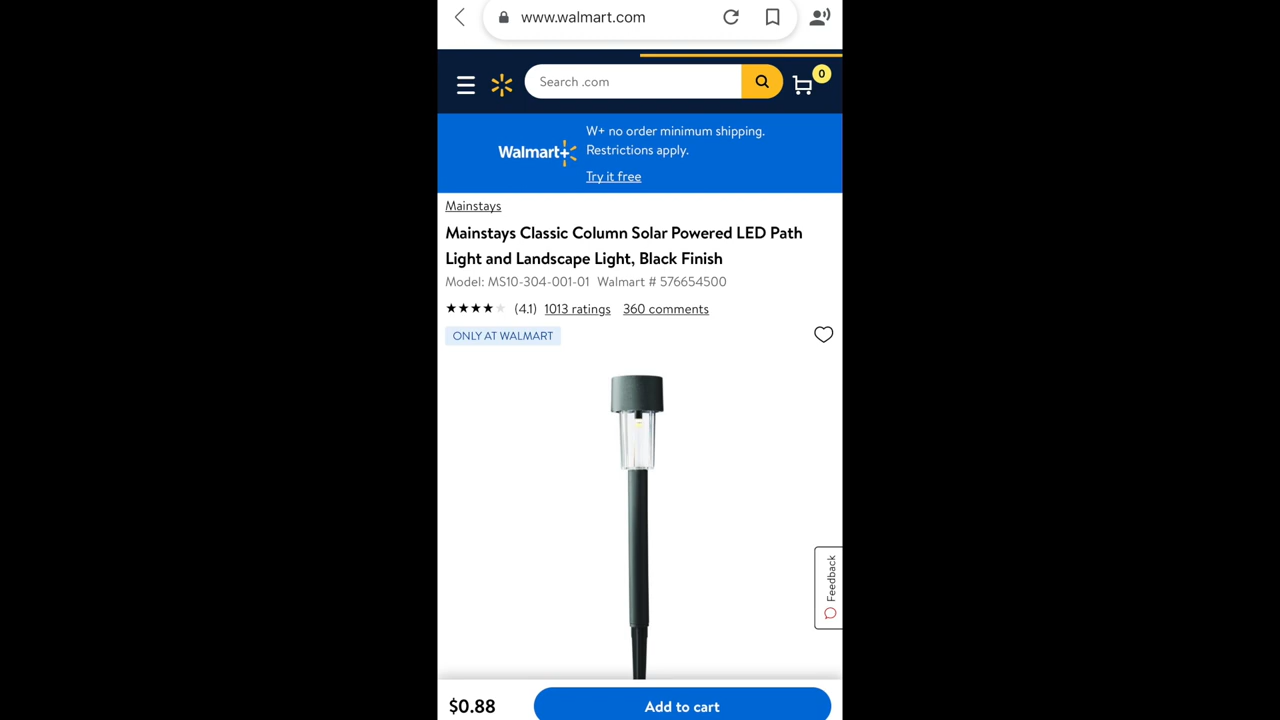 www.walmart.com
Search .com
0
W+ no order minimum shipping.
Walmart+
Restrictions apply.
Try it free
Mainstays
Mainstays Classic Column Solar Powered LED Path
Light and Landscape Light, Black Finish
Model: MS10-304-001-01 Walmart # 576654500
(4.1) 1013 ratings 360 comments
ONLY AT WALMART
Feedback
$0.88 Add to cart